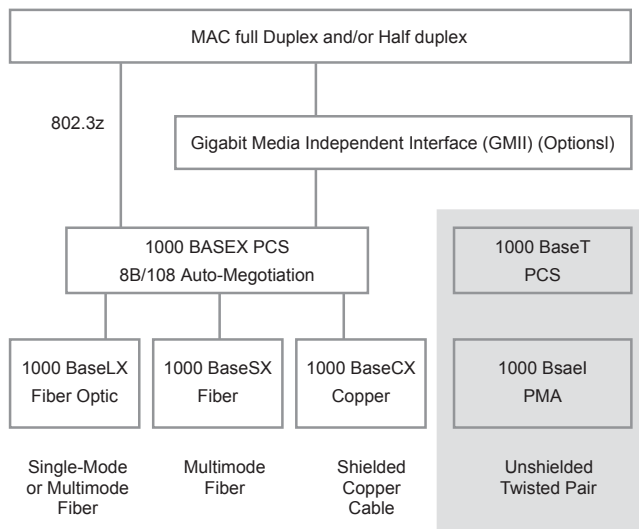 MAC full Duplex and/or Half duplex
802.3z
Gigabit Media Independent Interface (GMII) (Optionsl)
1000 BASEX PCS
8B/108 Auto-Megotiation
1000 BaseT
PCS
1000 BaseLX
Fiber Optic
1000 BaseSX
Fiber
1000 BaseCX
Copper
1000 Bsael
PMA
Single-Mode
or Multimode
Fiber
Multimode
Fiber
Shielded
Copper
Cable
Unshielded
Twisted Pair